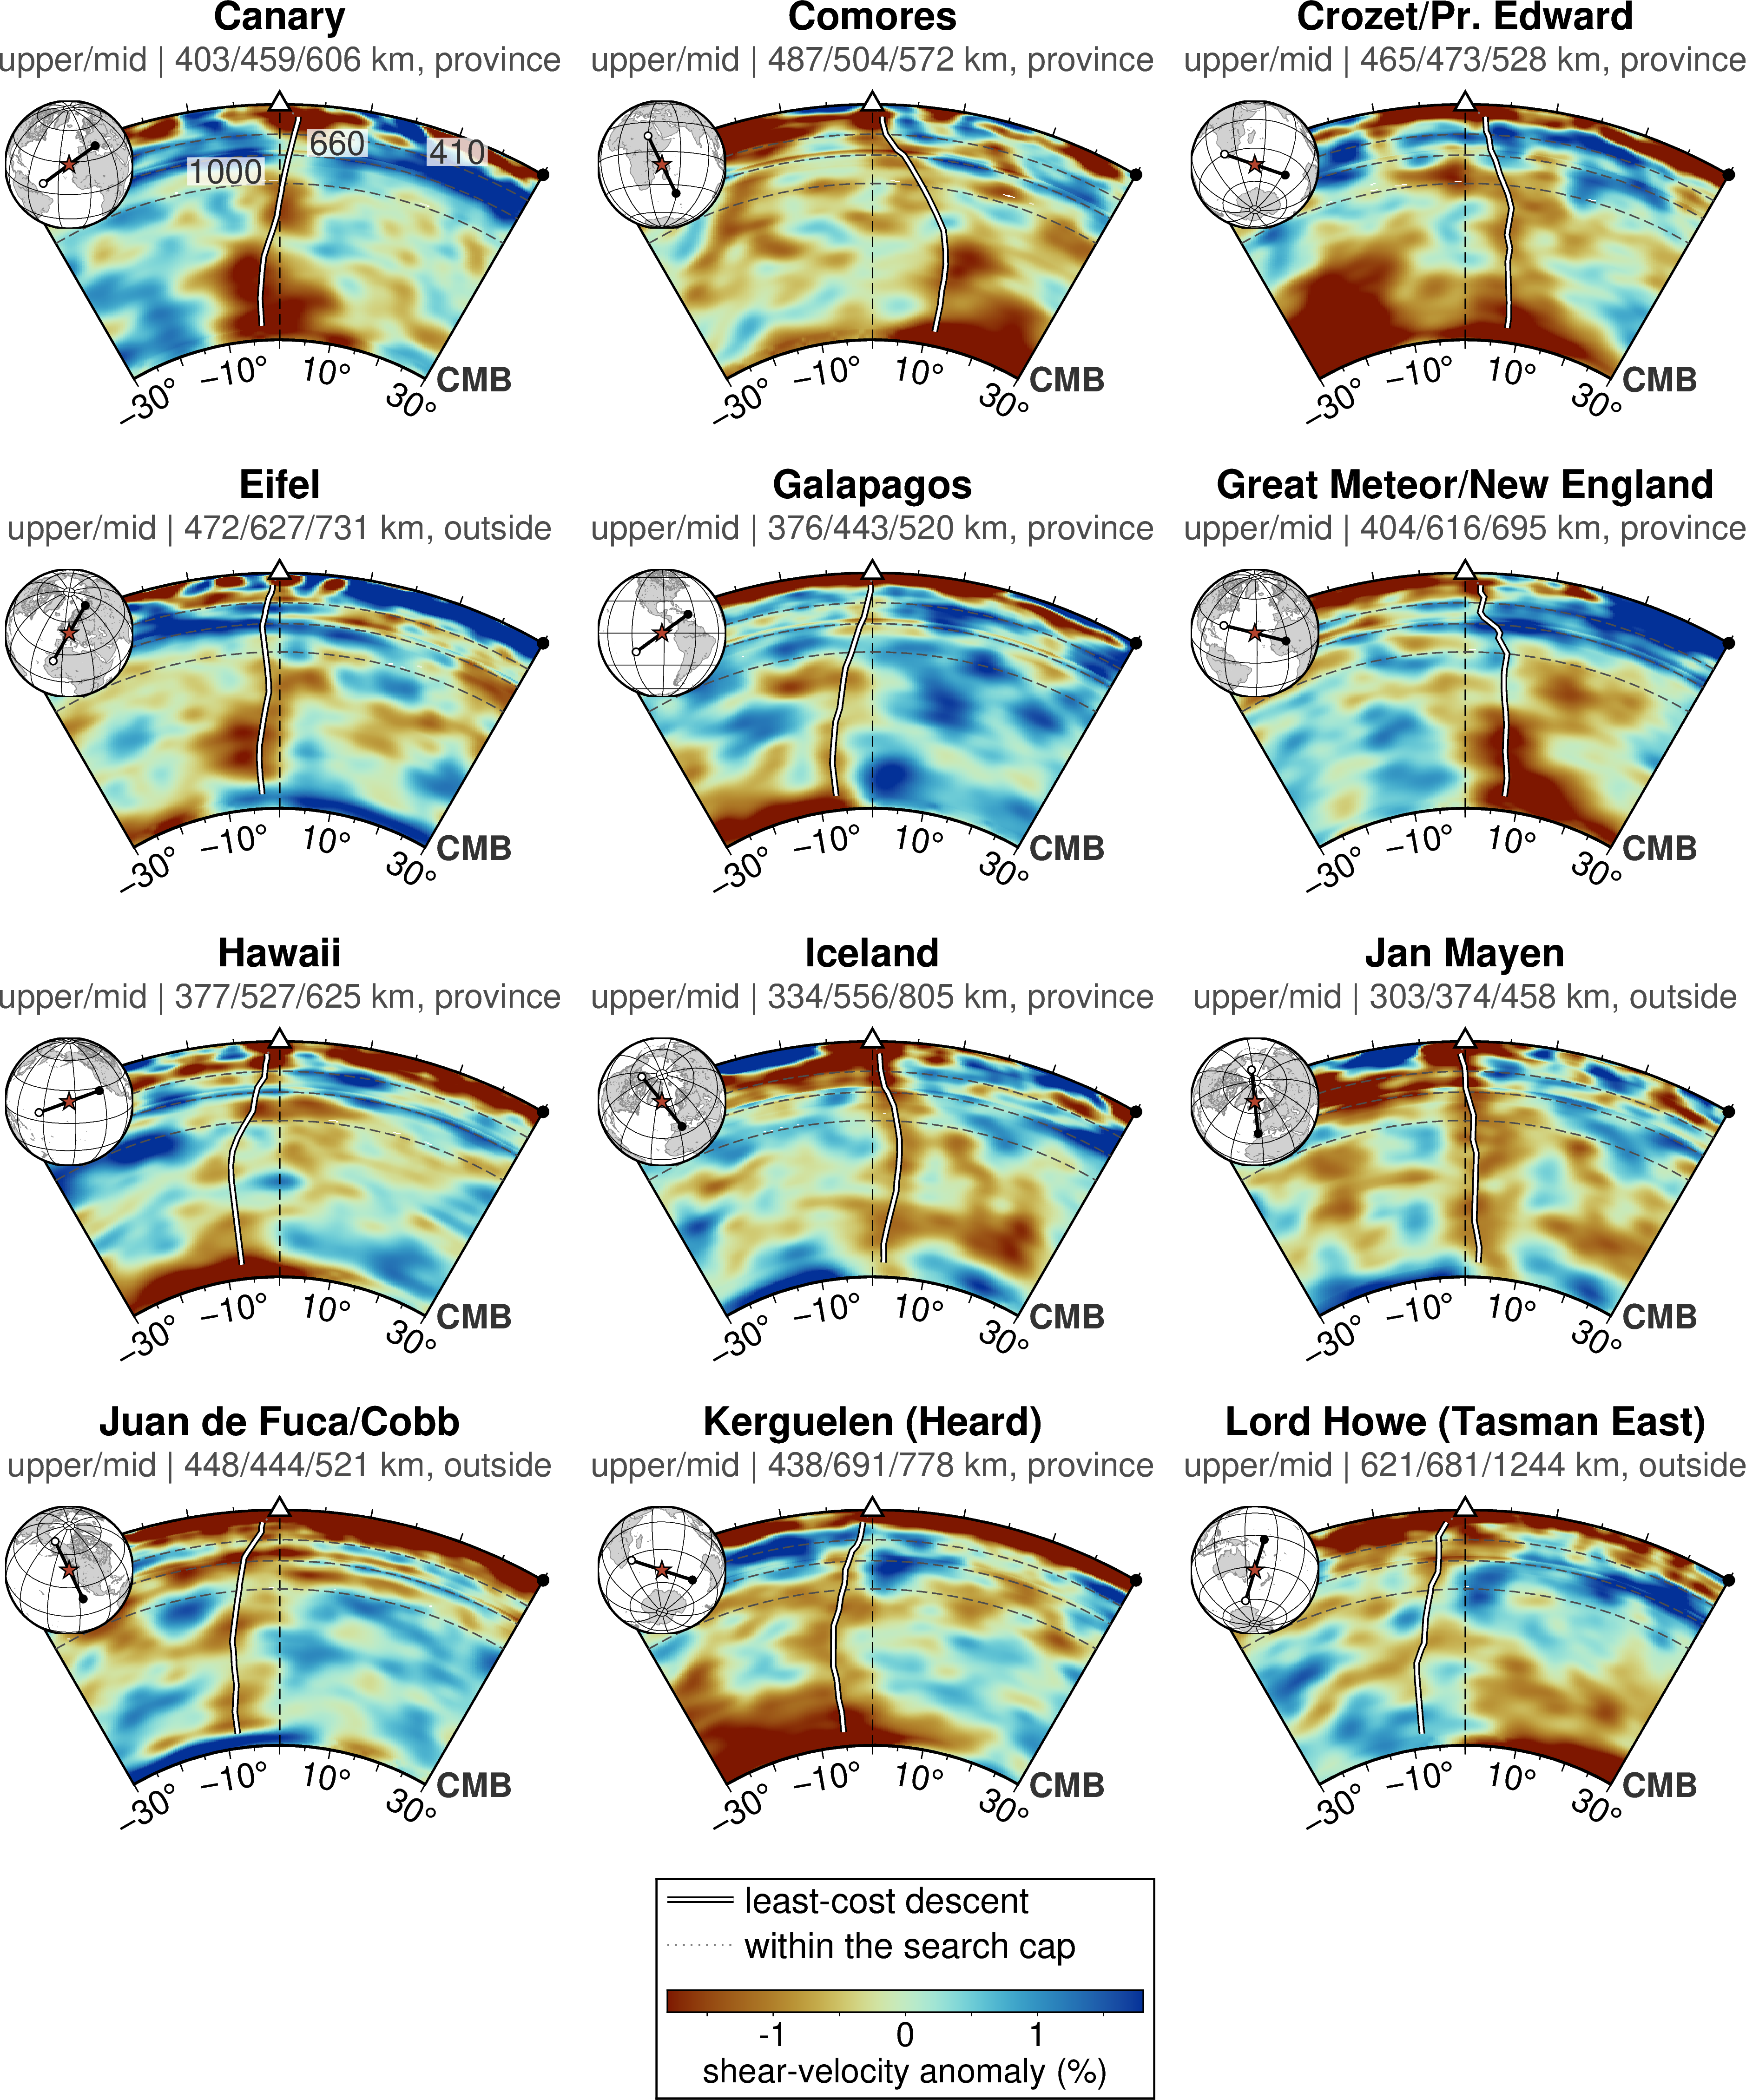 Canary
upper/mid | 403/459/606 km, province
660
410
1000
−30°
−10°
10°
30°
CMB
Comores
upper/mid | 487/504/572 km, province
−30°
−10°
10°
30°
CMB
Crozet/Pr. Edward
upper/mid | 465/473/528 km, province
−30°
−10°
10°
30°
CMB
Eifel
upper/mid | 472/627/731 km, outside
−30°
−10°
10°
30°
CMB
Galapagos
upper/mid | 376/443/520 km, province
−30°
−10°
10°
30°
CMB
Great Meteor/New England
upper/mid | 404/616/695 km, province
−30°
−10°
10°
30°
CMB
Hawaii
upper/mid | 377/527/625 km, province
−30°
−10°
10°
30°
CMB
Iceland
upper/mid | 334/556/805 km, province
−30°
−10°
10°
30°
CMB
Jan Mayen
upper/mid | 303/374/458 km, outside
−30°
−10°
10°
30°
CMB
Juan de Fuca/Cobb
upper/mid | 448/444/521 km, outside
−30°
−10°
10°
30°
CMB
Kerguelen (Heard)
upper/mid | 438/691/778 km, province
−30°
−10°
10°
30°
CMB
Lord Howe (Tasman East)
upper/mid | 621/681/1244 km, outside
−30°
−10°
10°
30°
CMB
least-cost descent
within the search cap
-1 0 1
shear-velocity anomaly (%)